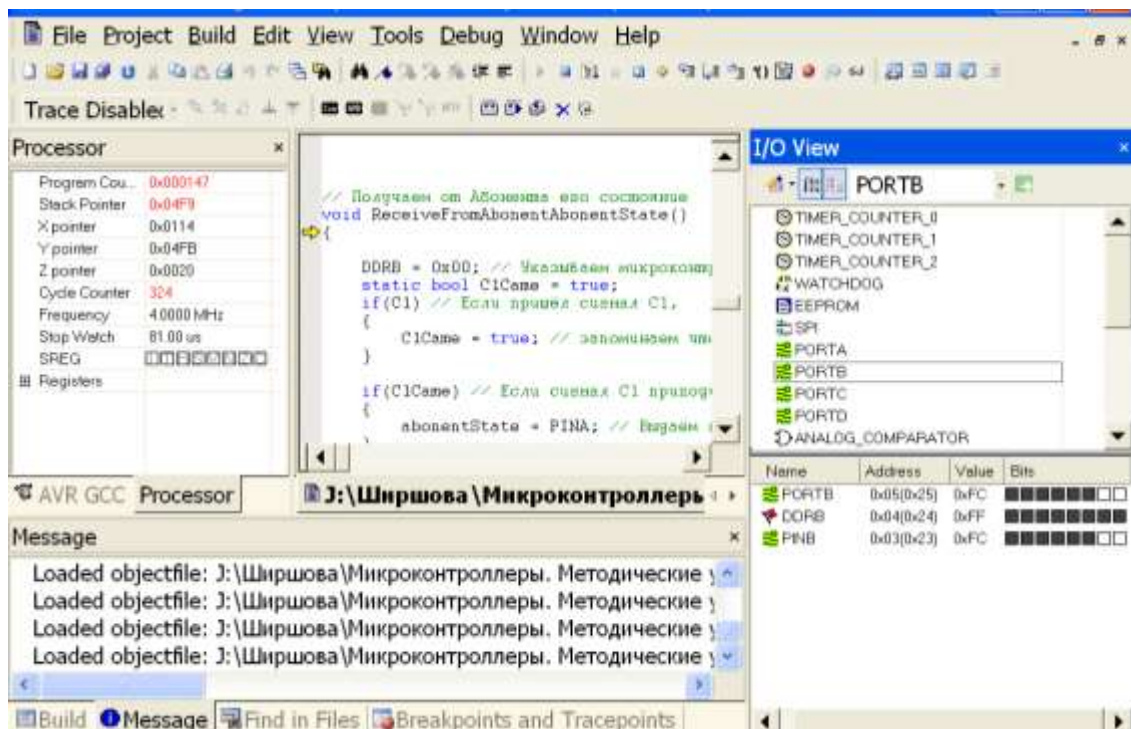 File Project Build Edit View Tools Debug Window Help
Trace Disabled
Processor
Program Cou... 0x000147
Stack Pointer 0x04F9
X pointer 0x0114
Y pointer 0x04FB
Z pointer 0x0020
Cycle Counter 324
Frequency 4.0000 MHz
Stop Watch 81.00 us
SREG
Registers
AVR GCC Processor
// Получаем от Абонента его состояние
void ReceiveFromAbonentAbonentState()
{
DDRB = 0x00; // Указываем
static bool C1Came = true;
if(C1) // Если пришел сигнал C1,
{
C1Came = true; // запоминаем
}
if(C1Came) // Если сигнал C1
{
abonentState = PINA; // Выдаем
J:\Ширшова\Микроконтроллеры
I/O View
PORTB
TIMER_COUNTER_0
TIMER_COUNTER_1
TIMER_COUNTER_2
WATCHDOG
EEPROM
SPI
PORTA
PORTB
PORTC
PORTD
ANALOG_COMPARATOR
Name Address Value Bits
PORTB 0x05(0x25) 0xFC
DDRB 0x04(0x24) 0xFF
PINB 0x03(0x23) 0xFC
Message
Loaded objectfile: J:\Ширшова\Микроконтроллеры. Методические у
Loaded objectfile: J:\Ширшова\Микроконтроллеры. Методические у
Loaded objectfile: J:\Ширшова\Микроконтроллеры. Методические у
Loaded objectfile: J:\Ширшова\Микроконтроллеры. Методические у
Build Message Find in Files Breakpoints and Tracepoints